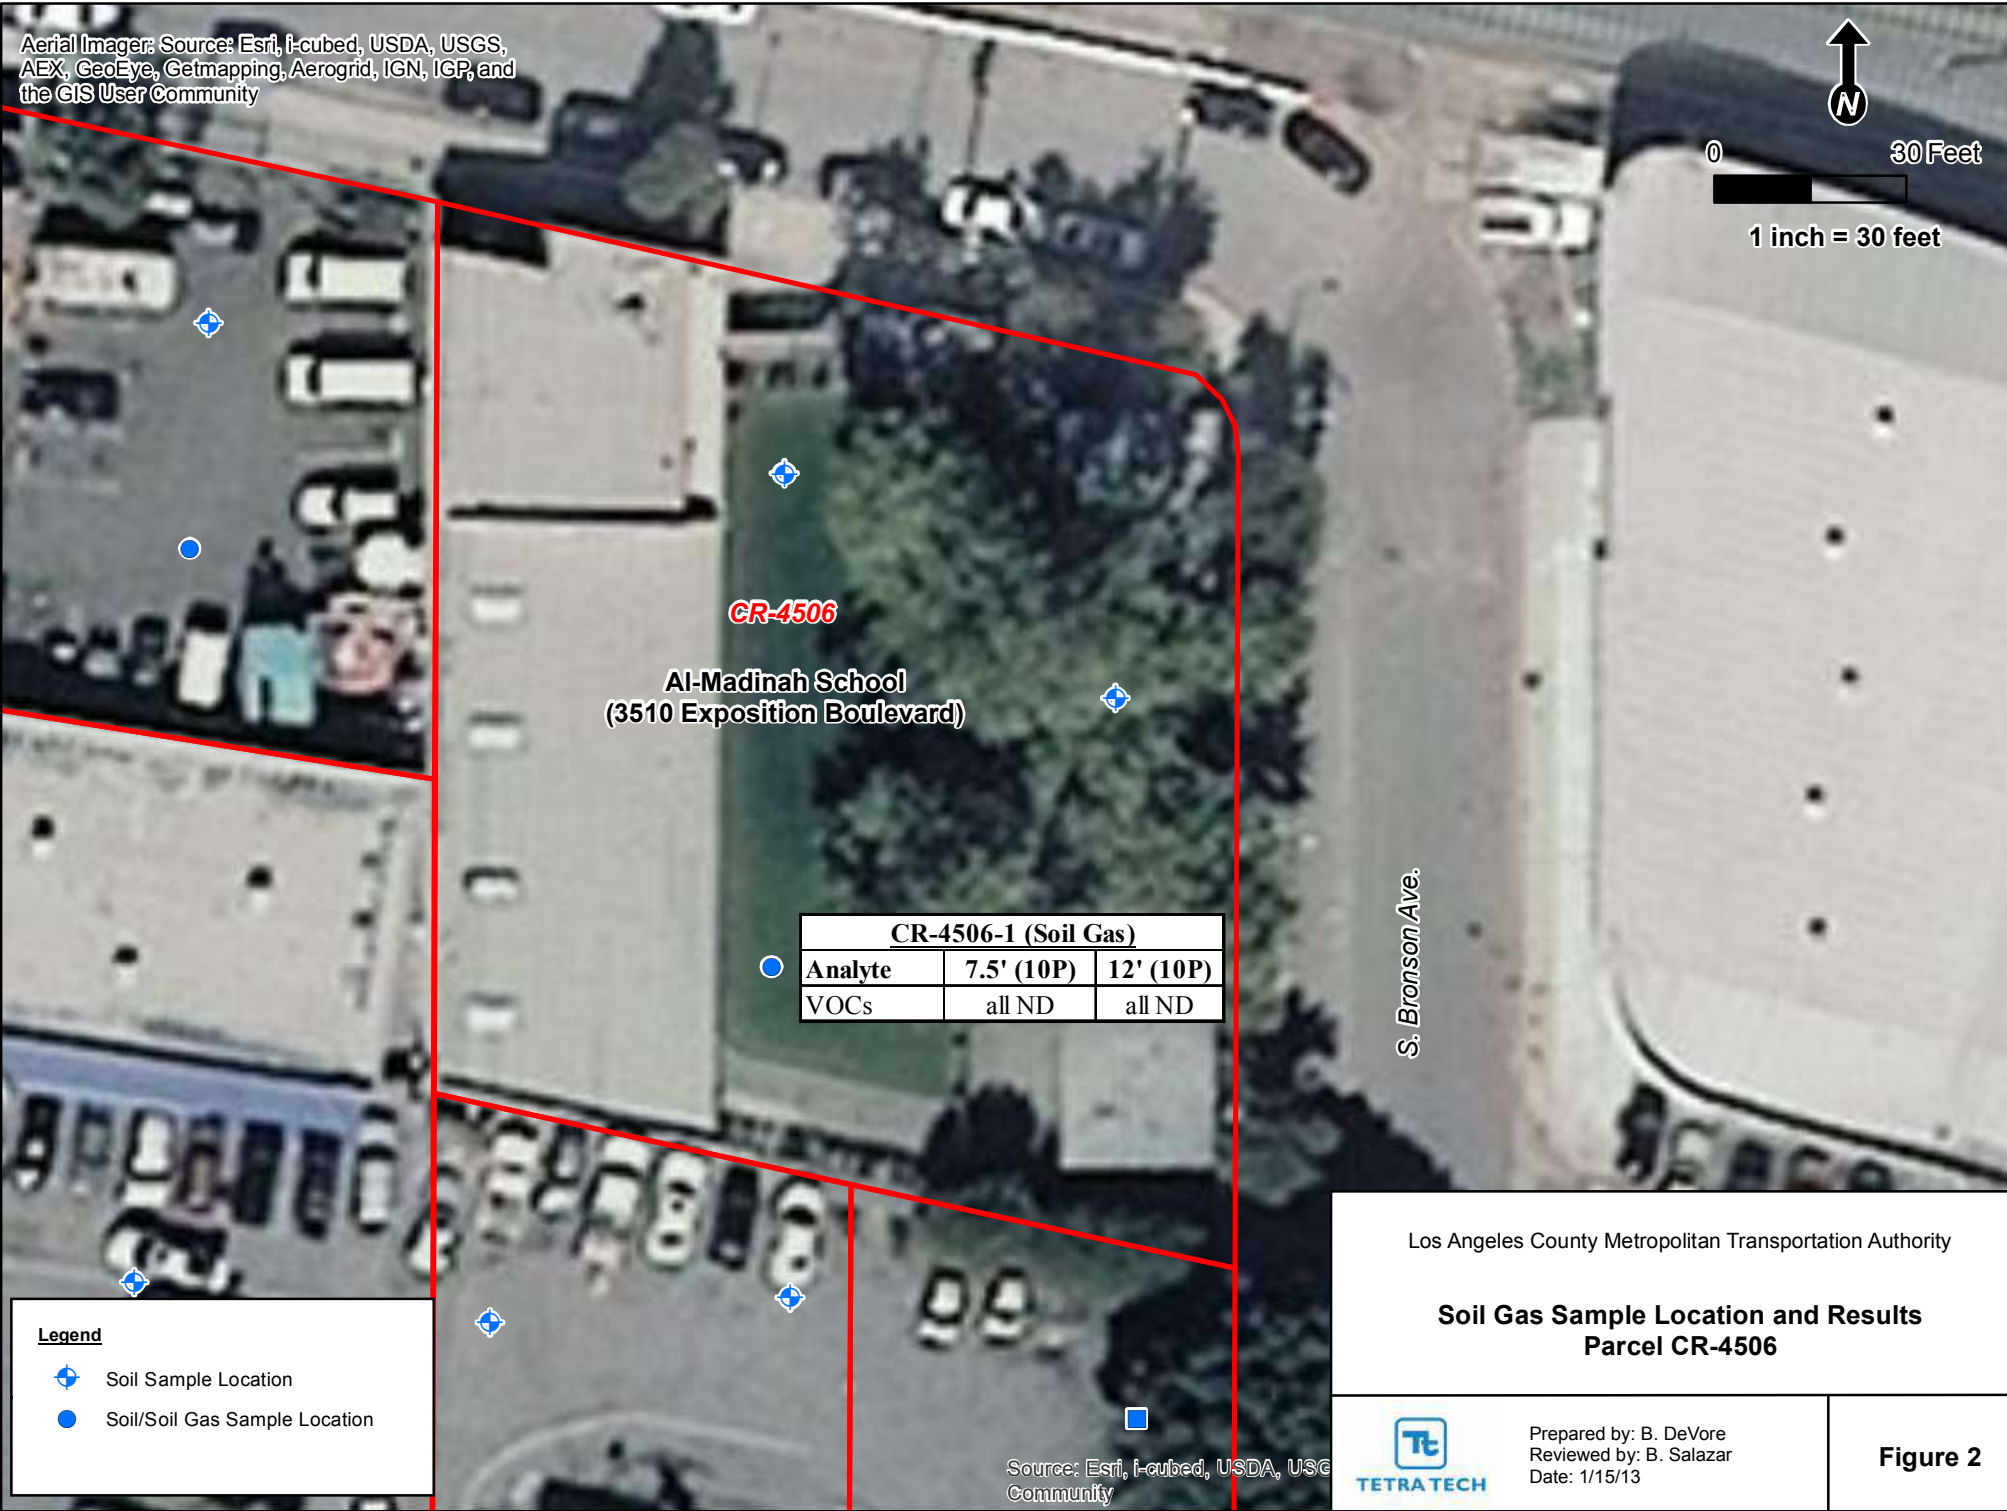 Aerial Imager: Source: Esri, i-cubed, USDA, USGS,
AEX, GeoEye, Getmapping, Aerogrid, IGN, IGP, and
the GIS User Community
N
0 30 Feet
1 inch = 30 feet
CR-4506
Al-Madinah School
(3510 Exposition Boulevard)
CR-4506-1 (Soil Gas)
Analyte 7.5' (10P) 12' (10P)
VOCs all ND all ND
S. Bronson Ave.
Legend
Soil Sample Location
Soil/Soil Gas Sample Location
Source: Esri, i-cubed, USDA, USG
Community
Los Angeles County Metropolitan Transportation Authority
Soil Gas Sample Location and Results
Parcel CR-4506
Tt
TETRA TECH
Prepared by: B. DeVore
Reviewed by: B. Salazar
Date: 1/15/13
Figure 2